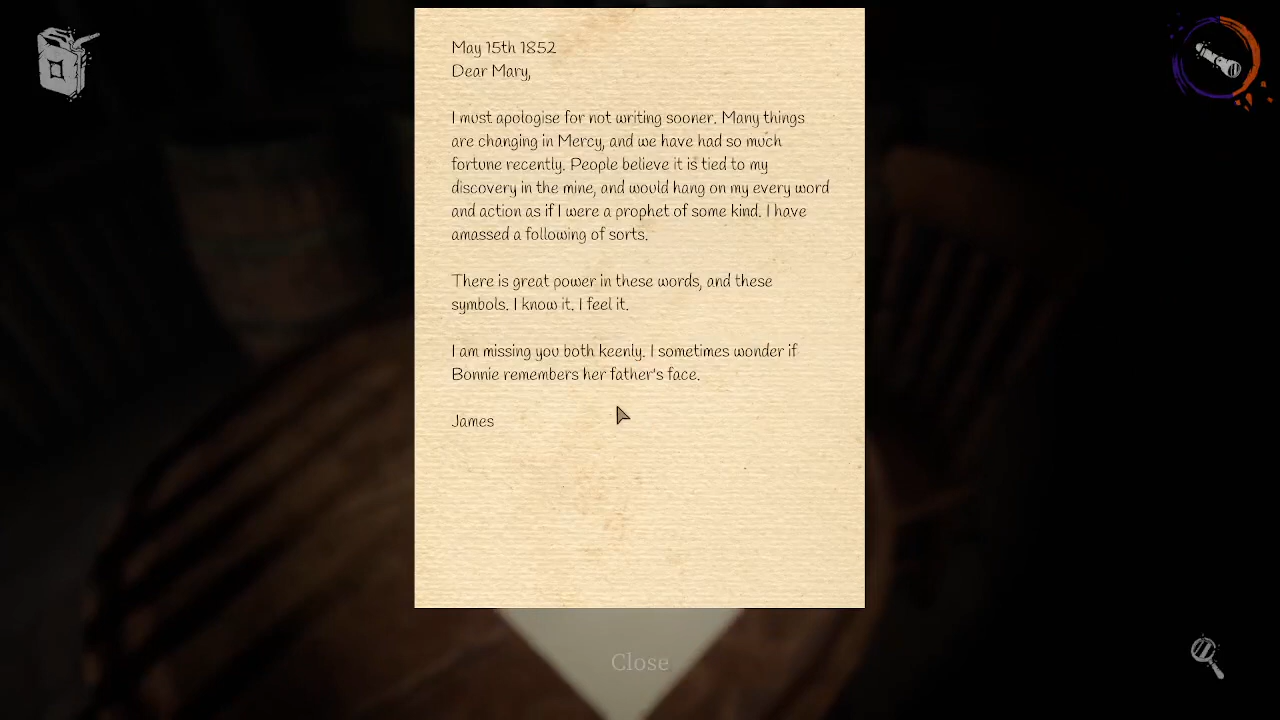 May 15th 1852
Dear Mary,
I must apologise for not writing sooner. Many things
are changing in Mercy, and we have had so much
fortune recently. People believe it is tied to my
discovery in the mine, and would hang on my every word
and action as if I were a prophet of some kind. I have
amassed a following of sorts.
There is great power in these words, and these
symbols. I know it. I feel it.
I am missing you both keenly. I sometimes wonder if
Bonnie remembers her father's face.
James
Close